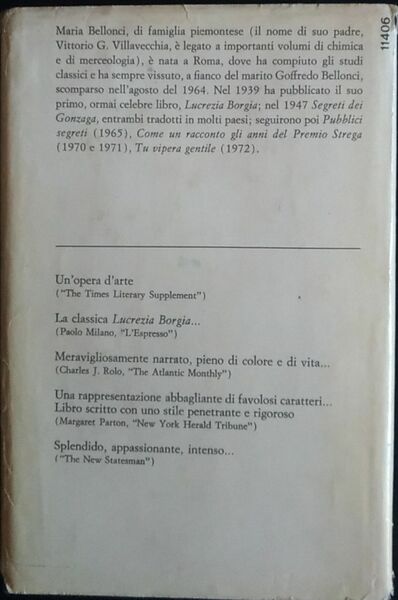 Maria Bellonci, di famiglia piemontese (il nome di suo padre,
Vittorio G. Villavecchia, è legato a importanti volumi di chimica
e di merceologia), è nata a Roma, dove ha compiuto gli studi
classici e ha sempre vissuto, a fianco del marito Goffredo Bellonci,
scomparso nell'agosto del 1964. Nel 1939 ha pubblicato il suo
primo, ormai celebre libro, Lucrezia Borgia; nel 1947 Segreti dei
Gonzaga, entrambi tradotti in molti paesi; seguirono poi Pubblici
segreti (1965), Come un racconto gli anni del Premio Strega
(1970 e 1971), Tu vipera gentile (1972).
11406
Un'opera d'arte
("The Times Literary Supplement")
La classica Lucrezia Borgia...
(Paolo Milano, "L'Espresso")
Meravigliosamente narrato, pieno di colore e di vita...
(Charles J. Rolo, "The Atlantic Monthly")
Una rappresentazione abbagliante di favolosi caratteri...
Libro scritto con uno stile penetrante e rigoroso
(Margaret Parton, "New York Herald Tribune")
Splendido, appassionante, intenso...
("The New Statesman")